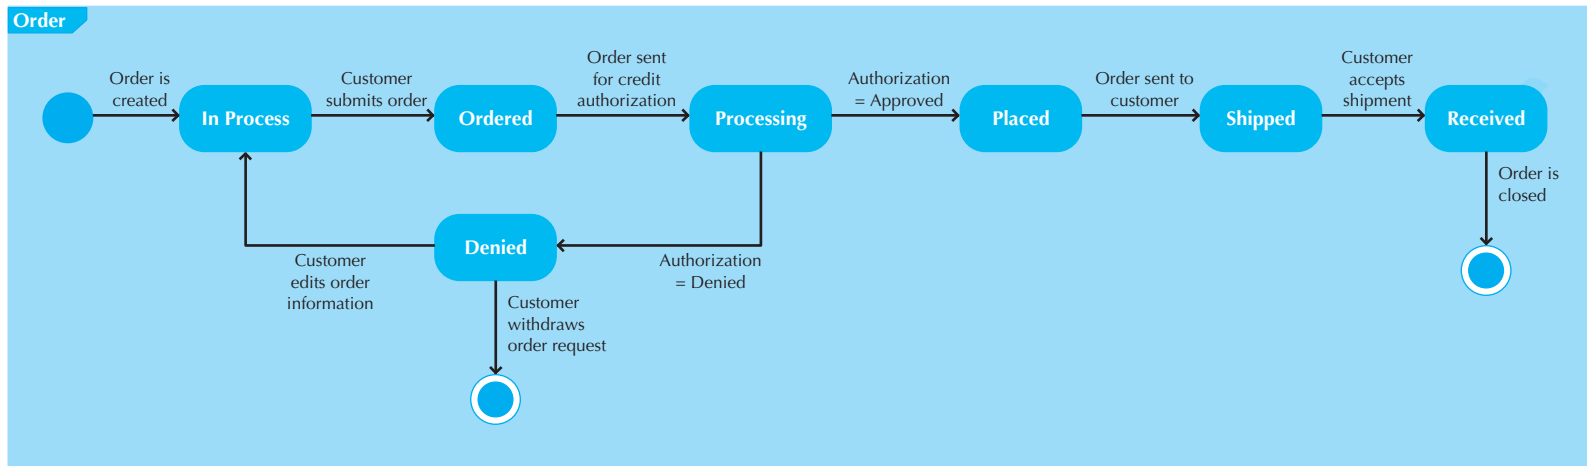 Order
Order is
created
In Process
Customer
submits order
Ordered
Order sent
for credit
authorization
Processing
Authorization
= Approved
Placed
Order sent to
customer
Shipped
Customer
accepts
shipment
Received
Order is
closed
Authorization
= Denied
Denied
Customer
edits order
information
Customer
withdraws
order request